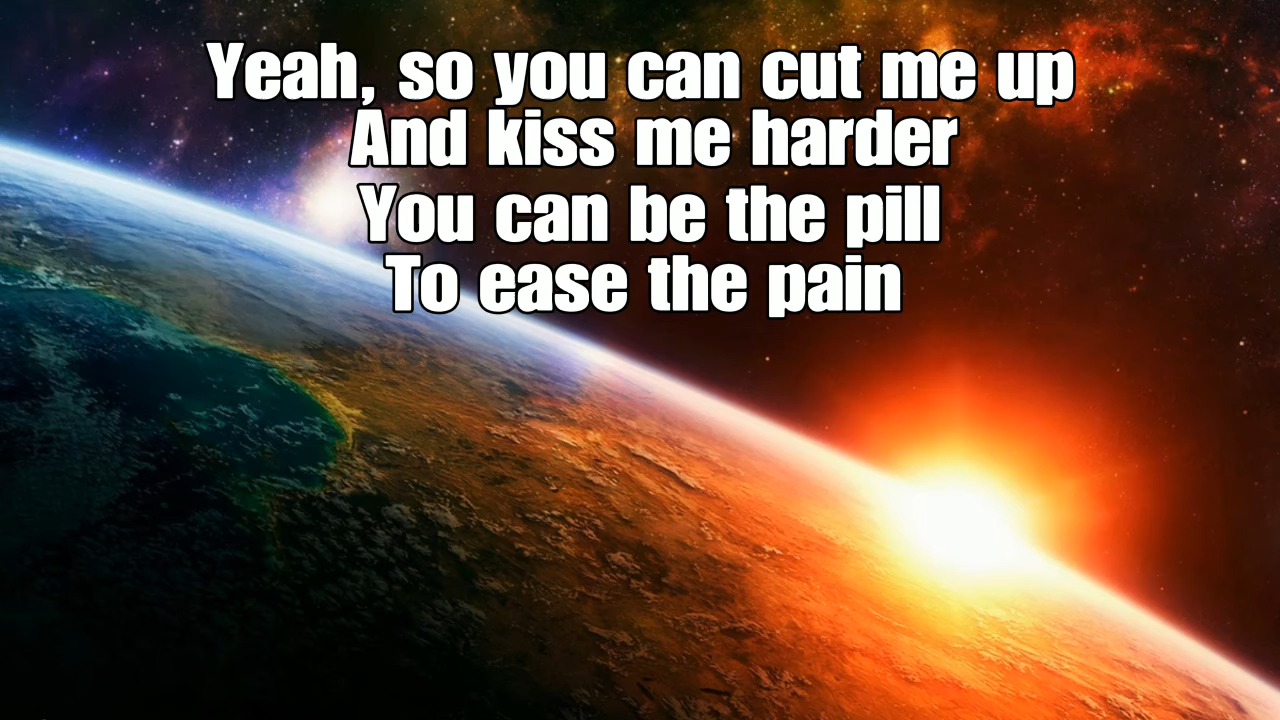 Yeah, so you can cut me up
And kiss me harder
You can be the pill
To ease the pain